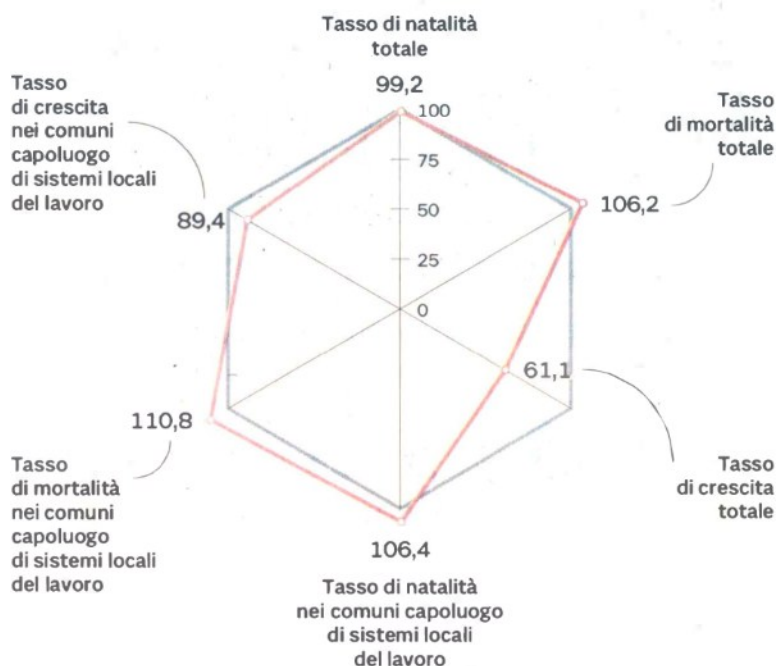 Tasso di natalità
totale
99,2
Tasso
di mortalità
totale
106,2
61,1
Tasso
di crescita
totale
106,4
Tasso di natalità
nei comuni capoluogo
di sistemi locali
del lavoro
110,8
Tasso
di mortalità
nei comuni
capoluogo
di sistemi locali
del lavoro
Tasso
di crescita
nei comuni
capoluogo
di sistemi locali
del lavoro
89,4
100
75
50
25
0